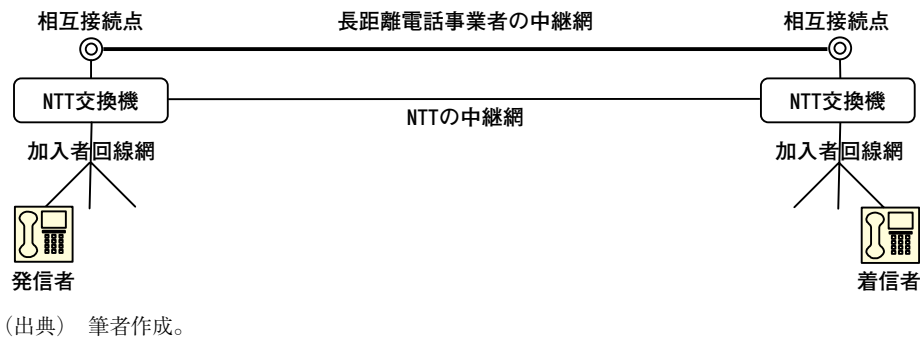 相互接続点
長距離電話事業者の中継網
相互接続点
NTT交換機
NTTの中継網
NTT交換機
加入者回線網
加入者回線網
発信者
着信者
(出典) 筆者作成。